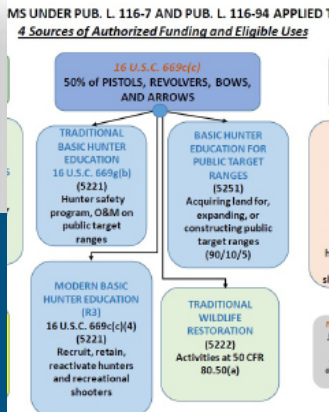 MS UNDER PUB. L. 116-7 AND PUB. L. 116-94 APPLIED T
4 Sources of Authorized Funding and Eligible Uses
16 U.S.C. 669c(c)
50% of PISTOLS, REVOLVERS, BOWS,
AND ARROWS
TRADITIONAL
BASIC HUNTER
EDUCATION
16 U.S.C. 669g(b)
(5221)
Hunter safety
program, O&M on
public target
ranges
BASIC HUNTER
EDUCATION FOR
PUBLIC TARGET
RANGES
(5251)
Acquiring land for,
expanding, or
constructing public
target ranges
(90/10/5)
MODERN BASIC
HUNTER EDUCATION
(R3)
16 U.S.C. 669c(c)(4)
(5221)
Recruit, retain,
reactivate hunters
and recreational
shooters
TRADITIONAL
WILDLIFE
RESTORATION
(5222)
Activities at 50 CFR
80.50(a)